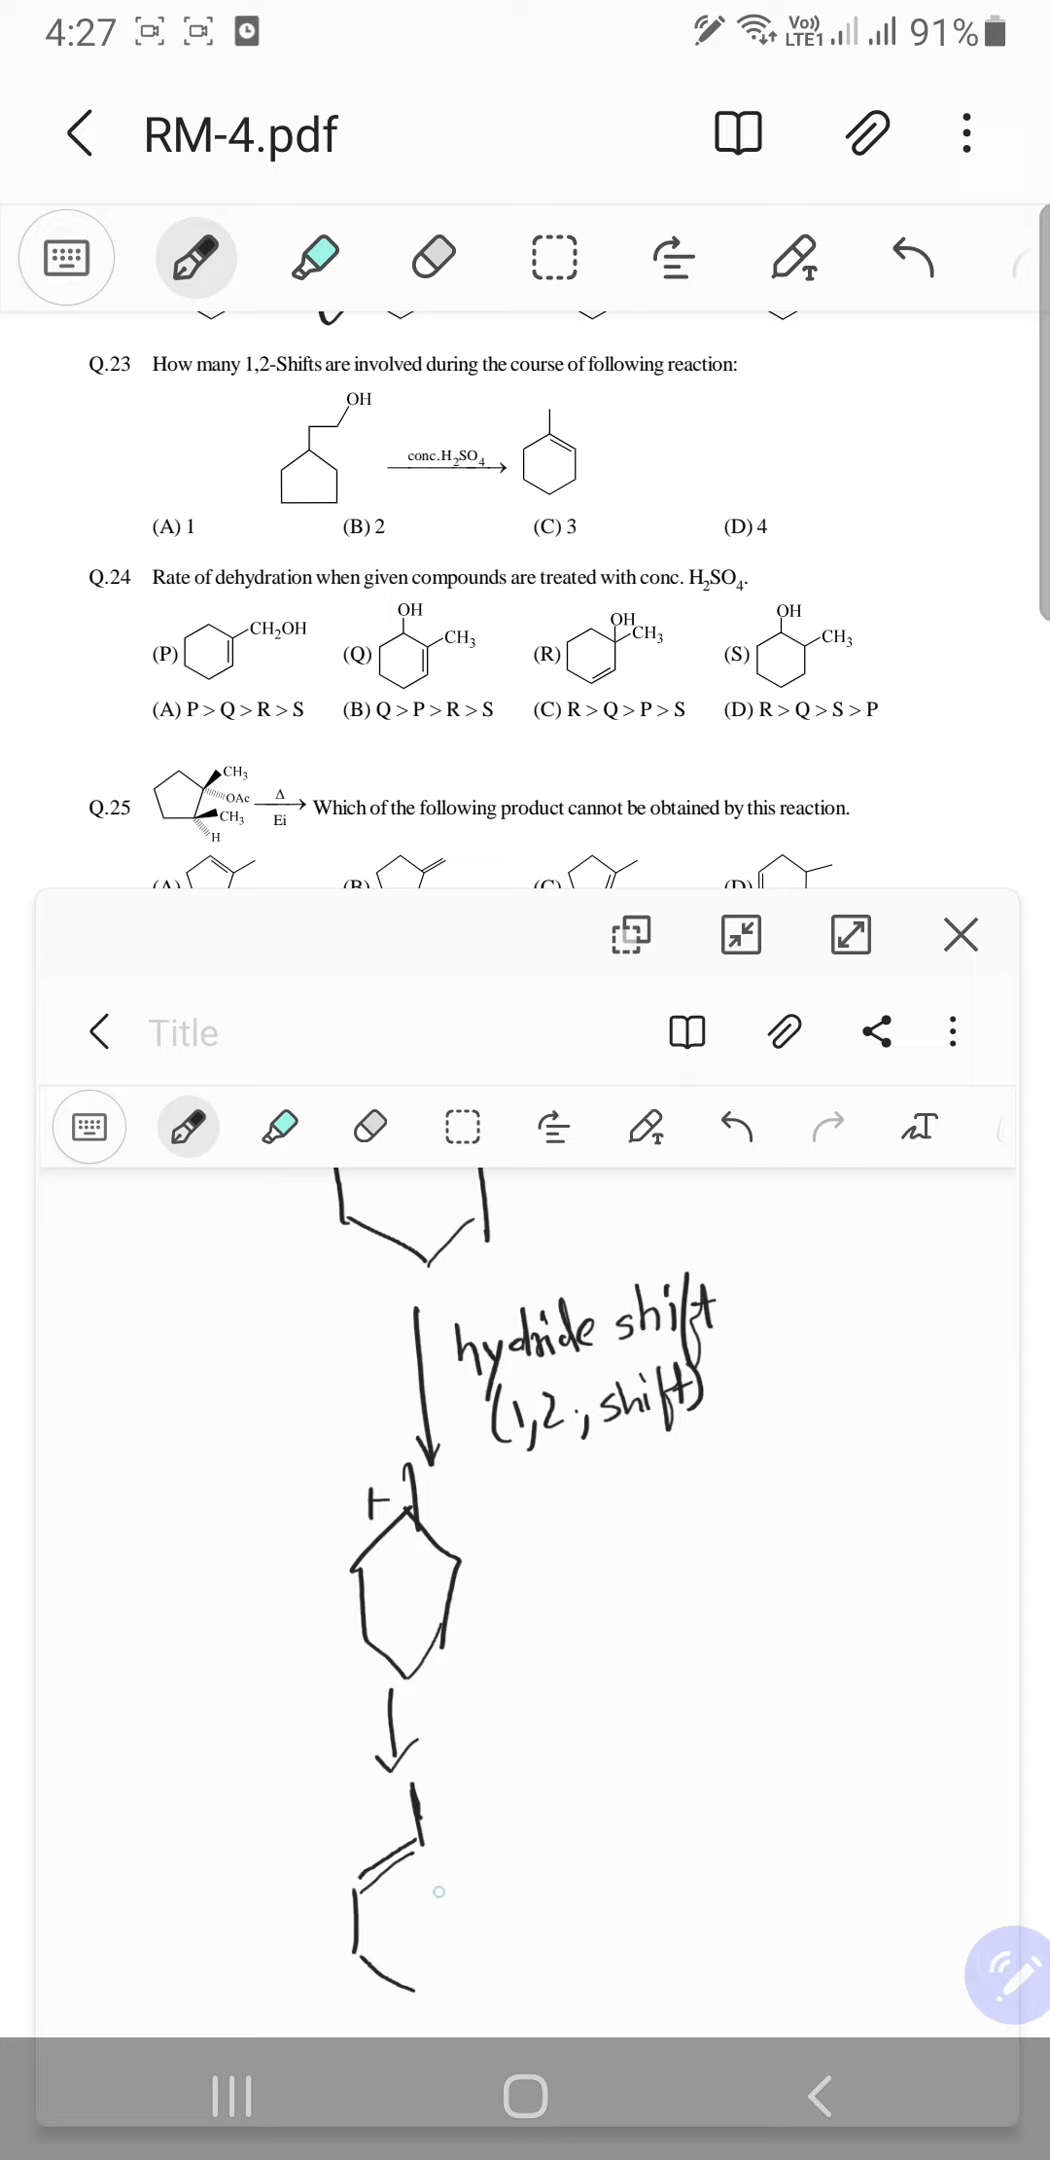 4:27 Vo)) LTE1 91%
RM-4.pdf
Q.23 How many 1,2-Shifts are involved during the course of following reaction:
OH
conc.H₂SO₄
(A) 1 (B) 2 (C) 3 (D) 4
Q.24 Rate of dehydration when given compounds are treated with conc. H₂SO₄.
(P) CH₂OH (Q) OH CH₃ (R) OH CH₃ (S) OH CH₃
(A) P > Q > R > S (B) Q > P > R > S (C) R > Q > P > S (D) R > Q > S > P
Q.25 CH₃ OAc CH₃ H Δ Ei Which of the following product cannot be obtained by this reaction.
(A) (B) (C) (D)
Title
hydride shift
(1,2, shift)
+